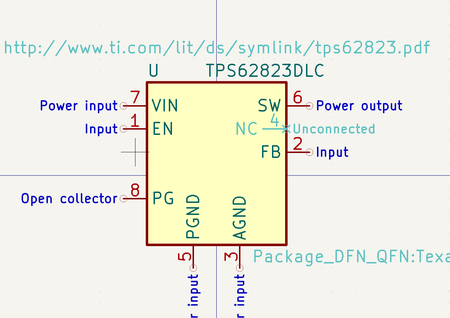 http://www.ti.com/lit/ds/symlink/tps62823.pdf
U TPS62823DLC
Power input 7 VIN SW 6 Power output
Input 1 EN NC 4 Unconnected
FB 2 Input
Open collector 8 PG
PGND AGND
5 3
Package_DFN_QFN:Texa
r input r input